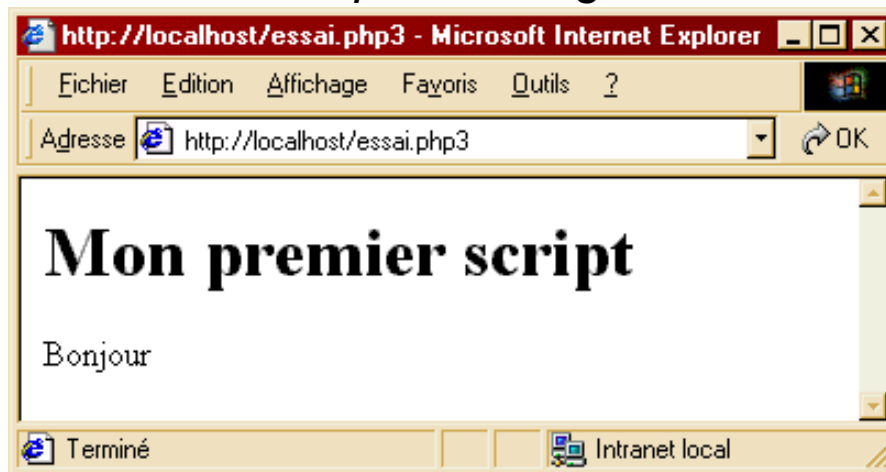 http://localhost/essai.php3 - Microsoft Internet Explorer
Fichier Edition Affichage Favoris Outils ?
Adresse http://localhost/essai.php3 OK
Mon premier script
Bonjour
Terminé Intranet local